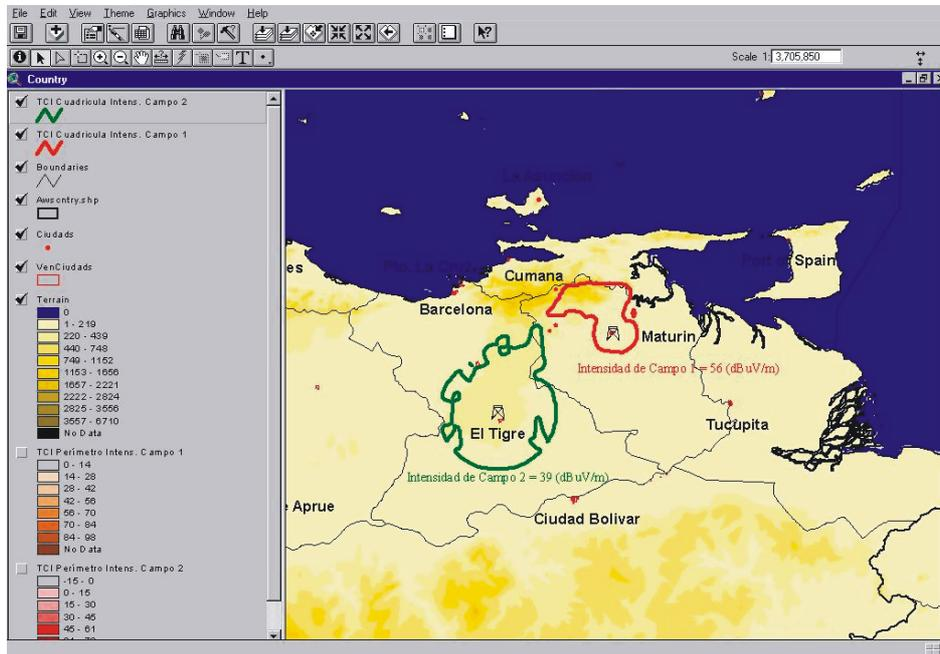 File Edit View Theme Graphics Window Help
Scale 1: 3,705,850
Country
TCI Cuadricula Intens. Campo 2
TCI Cuadricula Intens. Campo 1
Boundaries
Awscntry.shp
Ciudads
VenCiudads
Terrain
0
1 - 219
220 - 439
440 - 748
749 - 1152
1153 - 1656
1657 - 2221
2222 - 2824
2825 - 3556
3557 - 6710
No Data
TCI Perimetro Intens. Campo 1
0 - 14
14 - 28
28 - 42
42 - 56
56 - 70
70 - 84
84 - 98
No Data
TCI Perimetro Intens. Campo 2
-15 - 0
0 - 15
15 - 30
30 - 45
45 - 61
La Asuncion
Port of Spain
es
Pto. La Cruz
Cumana
Barcelona
Maturin
Intensidad de Campo 1 = 56 (dBuV/m)
Tucupita
El Tigre
Intensidad de Campo 2 = 39 (dBuV/m)
Aprue
Ciudad Bolivar